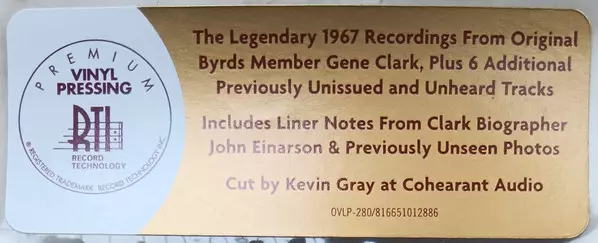 The Legendary 1967 Recordings From Original
Byrds Member Gene Clark, Plus 6 Additional
Previously Unissued and Unheard Tracks
Includes Liner Notes From Clark Biographer
John Einarson & Previously Unseen Photos
Cut by Kevin Gray at Cohearant Audio
OVLP-280/816651012886
PREMIUM
VINYL
PRESSING
RTI
RECORD
TECHNOLOGY
® REGISTERED TRADEMARK RECORD TECHNOLOGY INC.